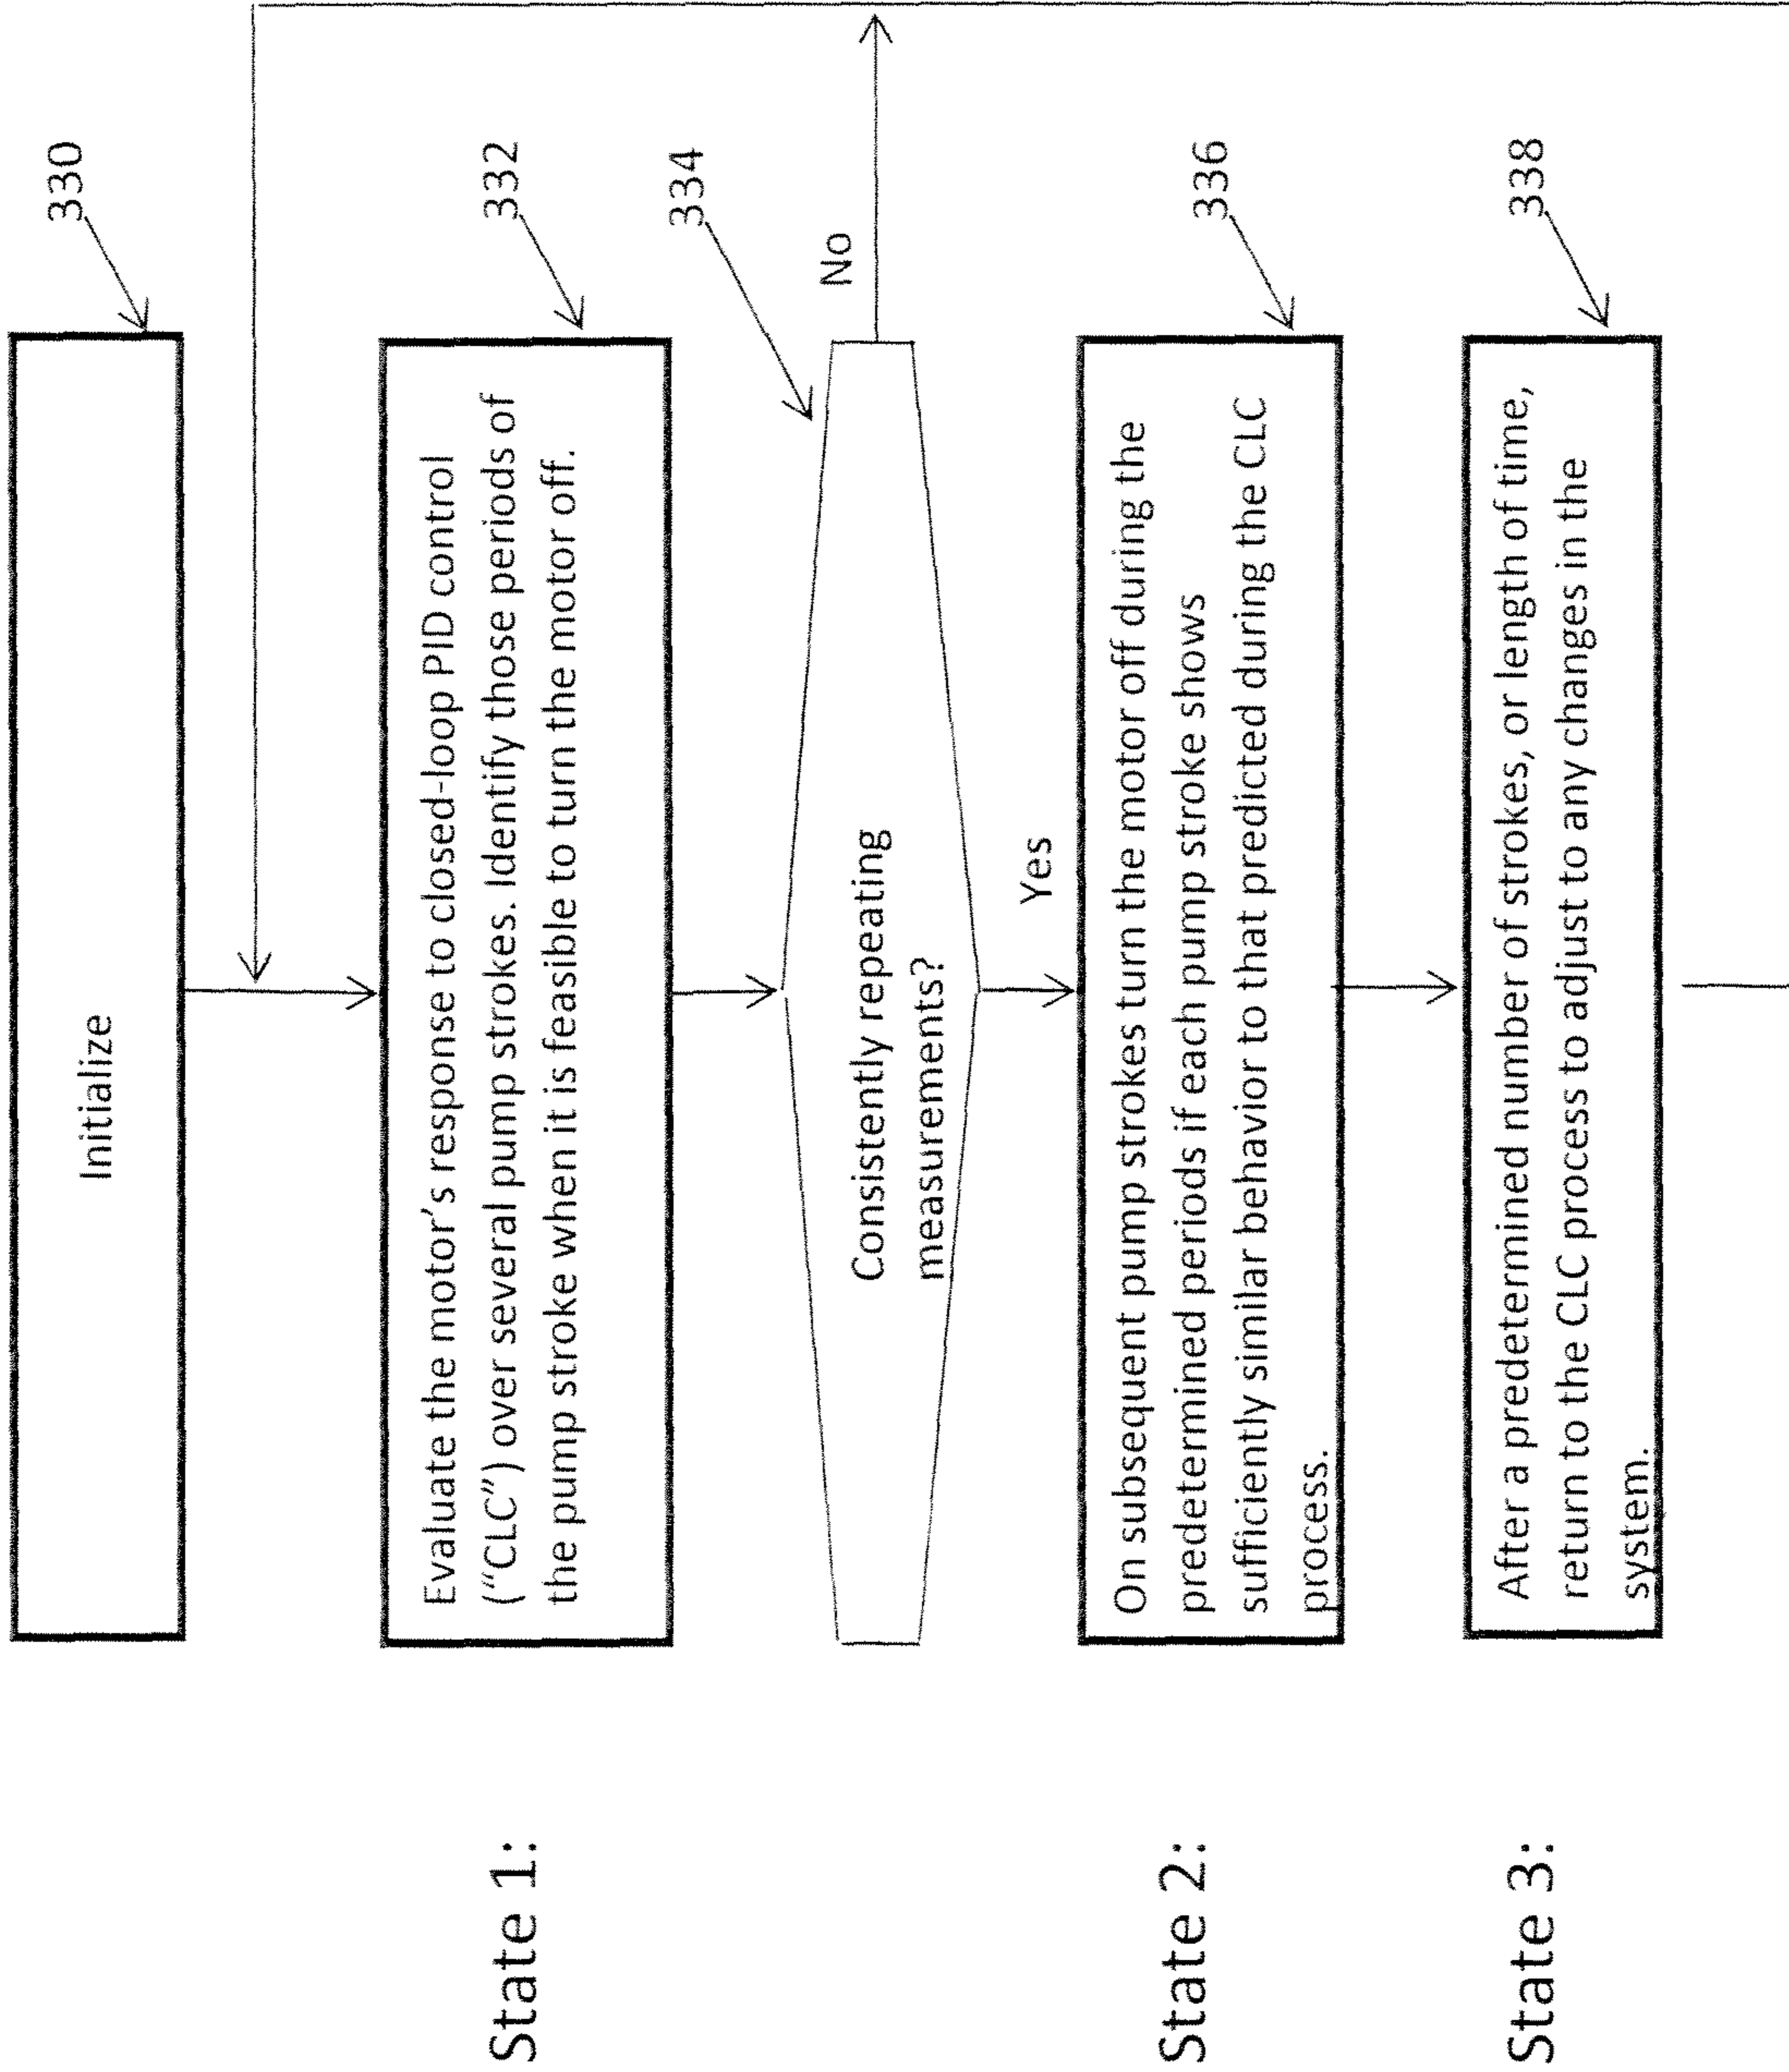 330
Initialize
332
State 1:
Evaluate the motor's response to closed-loop PID control
("CLC") over several pump strokes. Identify those periods of
the pump stroke when it is feasible to turn the motor off.
334
Consistently repeating
measurements?
No
Yes
336
State 2:
On subsequent pump strokes turn the motor off during the
predetermined periods if each pump stroke shows
sufficiently similar behavior to that predicted during the CLC
process.
338
State 3:
After a predetermined number of strokes, or length of time,
return to the CLC process to adjust to any changes in the
system.